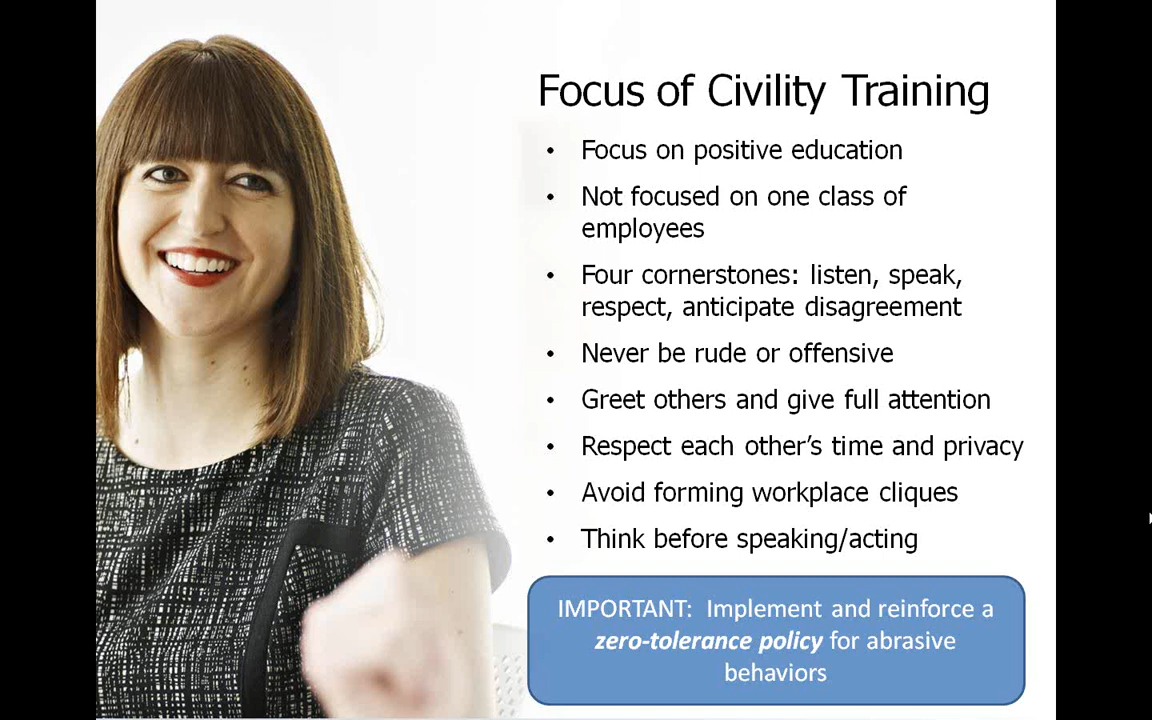 Focus of Civility Training
• Focus on positive education
• Not focused on one class of
employees
• Four cornerstones: listen, speak,
respect, anticipate disagreement
• Never be rude or offensive
• Greet others and give full attention
• Respect each other’s time and privacy
• Avoid forming workplace cliques
• Think before speaking/acting
IMPORTANT:  Implement and reinforce a
zero-tolerance policy for abrasive
behaviors